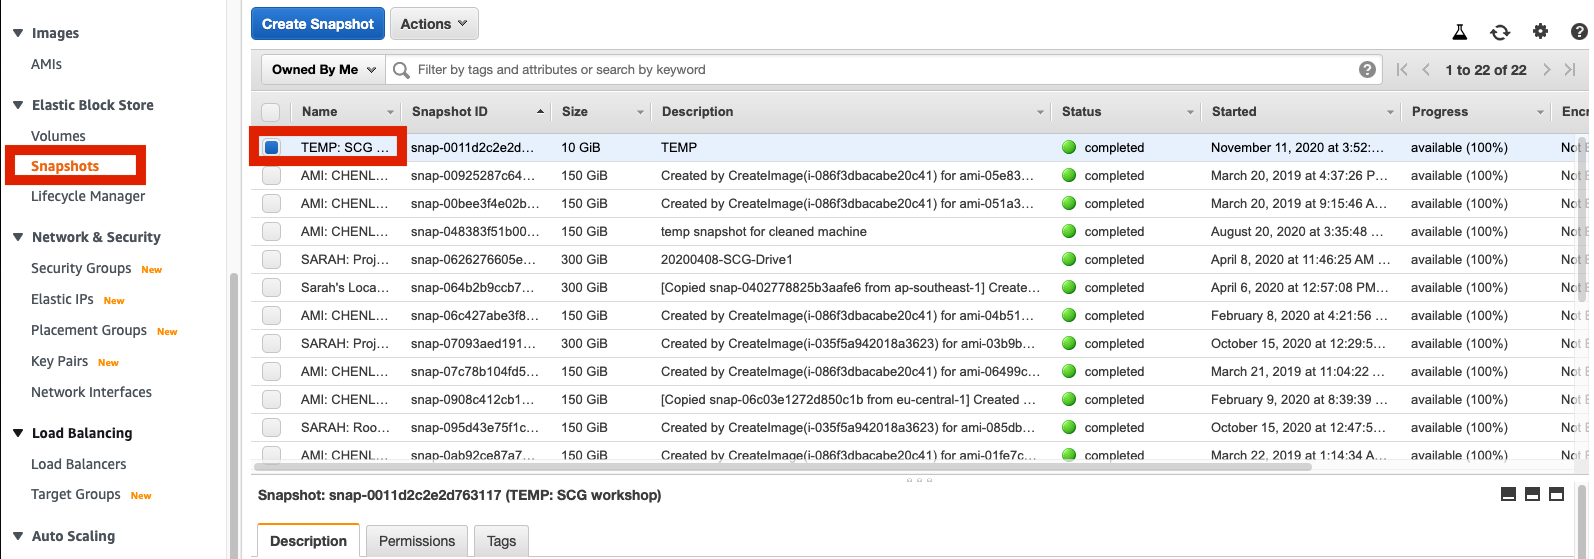 Images
AMIs
Elastic Block Store
Volumes
Snapshots
Lifecycle Manager
Network & Security
Security Groups New
Elastic IPs New
Placement Groups New
Key Pairs New
Network Interfaces
Load Balancing
Load Balancers
Target Groups New
Auto Scaling
Create Snapshot Actions
Owned By Me Filter by tags and attributes or search by keyword ? 1 to 22 of 22
Name Snapshot ID Size Description Status Started Progress Encr
TEMP: SCG ... snap-0011d2c2e2d... 10 GiB TEMP completed November 11, 2020 at 3:52:... available (100%) Not E
AMI: CHENL... snap-00925287c64... 150 GiB Created by CreateImage(i-086f3dbacabe20c41) for ami-05e83... completed March 20, 2019 at 4:37:26 P... available (100%) Not E
AMI: CHENL... snap-00bee3f4e02b... 150 GiB Created by CreateImage(i-086f3dbacabe20c41) for ami-051a3... completed March 20, 2019 at 9:15:46 A... available (100%) Not E
AMI: CHENL... snap-048383f51b00... 150 GiB temp snapshot for cleaned machine completed August 20, 2020 at 3:35:48 ... available (100%) Not E
SARAH: Proj... snap-0626276605e... 300 GiB 20200408-SCG-Drive1 completed April 8, 2020 at 11:46:25 AM ... available (100%) Not E
Sarah's Loca... snap-064b2b9ccb7... 300 GiB [Copied snap-0402778825b3aafe6 from ap-southeast-1] Create... completed April 6, 2020 at 12:57:08 PM... available (100%) Not E
AMI: CHENL... snap-06c427abe3f8... 150 GiB Created by CreateImage(i-086f3dbacabe20c41) for ami-04b51... completed February 8, 2020 at 4:21:56 ... available (100%) Not E
SARAH: Proj... snap-07093aed191... 300 GiB Created by CreateImage(i-035f5a942018a3623) for ami-03b9b... completed October 15, 2020 at 12:29:5... available (100%) Not E
AMI: CHENL... snap-07c78b104fd5... 150 GiB Created by CreateImage(i-086f3dbacabe20c41) for ami-06499c... completed March 21, 2019 at 11:04:22 ... available (100%) Not E
AMI: CHENL... snap-0908c412cb1... 150 GiB [Copied snap-06c03e1272d850c1b from eu-central-1] Created ... completed February 9, 2020 at 8:39:39 ... available (100%) Not E
SARAH: Roo... snap-095d43e75f1c... 150 GiB Created by CreateImage(i-035f5a942018a3623) for ami-085db... completed October 15, 2020 at 12:47:5... available (100%) Not E
AMI: CHENL... snap-0ab92ce87a7... 150 GiB Created by CreateImage(i-086f3dbacabe20c41) for ami-01fe7c... completed March 22, 2019 at 1:14:34 A... available (100%) Not E
Snapshot: snap-0011d2c2e2d763117 (TEMP: SCG workshop)
Description Permissions Tags